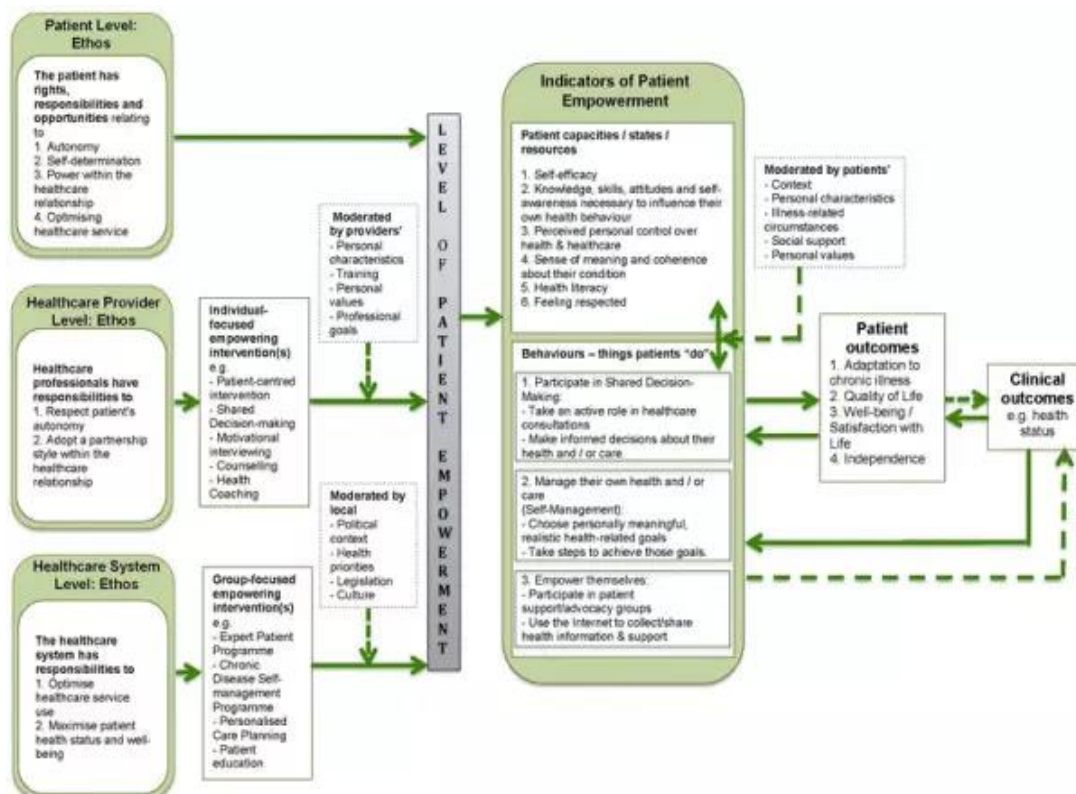 Patient Level:
Ethos
The patient has
rights,
responsibilities and
opportunities relating
to
1. Autonomy
2. Self-determination
3. Power within the
healthcare
relationship
4. Optimising
healthcare service
Healthcare Provider
Level: Ethos
Healthcare
professionals have
responsibilities to
1. Respect patient's
autonomy
2. Adopt a partnership
style within the
healthcare
relationship
Healthcare System
Level: Ethos
The healthcare
system has
responsibilities to
1. Optimise
healthcare service
use
2. Maximise patient
health status and well-
being
Individual-
focused
empowering
intervention(s)
e.g.
- Patient-centred
intervention
- Shared
Decision-making
- Motivational
interviewing
- Counselling
- Health
Coaching
Group-focused
empowering
intervention(s)
e.g.
- Expert Patient
Programme
- Chronic
Disease Self-
management
Programme
- Personalised
Care Planning
- Patient
education
Moderated
by providers'
- Personal
characteristics
- Training
- Personal
values
- Professional
goals
Moderated by
local
- Political
context
- Health
priorities
- Legislation
- Culture
LEVEL OF PATIENT EMPOWERMENT
Indicators of Patient
Empowerment
Patient capacities / states /
resources
1. Self-efficacy
2. Knowledge, skills, attitudes and self-
awareness necessary to influence their
own health behaviour
3. Perceived personal control over
health & healthcare
4. Sense of meaning and coherence
about their condition
5. Health literacy
6. Feeling respected
Behaviours – things patients "do"
1. Participate in Shared Decision-
Making:
- Take an active role in healthcare
consultations
- Make informed decisions about their
health and / or care
2. Manage their own health and / or
care
(Self-Management):
- Choose personally meaningful,
realistic health-related goals
- Take steps to achieve those goals.
3. Empower themselves:
- Participate in patient
support/advocacy groups
- Use the Internet to collect/share
health information & support
Moderated by patients'
- Context
- Personal characteristics
- Illness-related
circumstances
- Social support
- Personal values
Patient
outcomes
1. Adaptation to
chronic illness
2. Quality of Life
3. Well-being /
Satisfaction with
Life
4. Independence
Clinical
outcomes
e.g. health
status